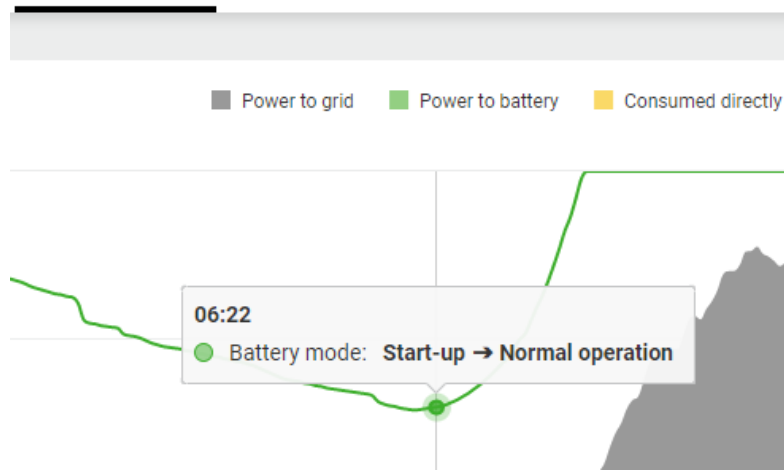 Power to grid Power to battery Consumed directly
06:22
Battery mode: Start-up → Normal operation